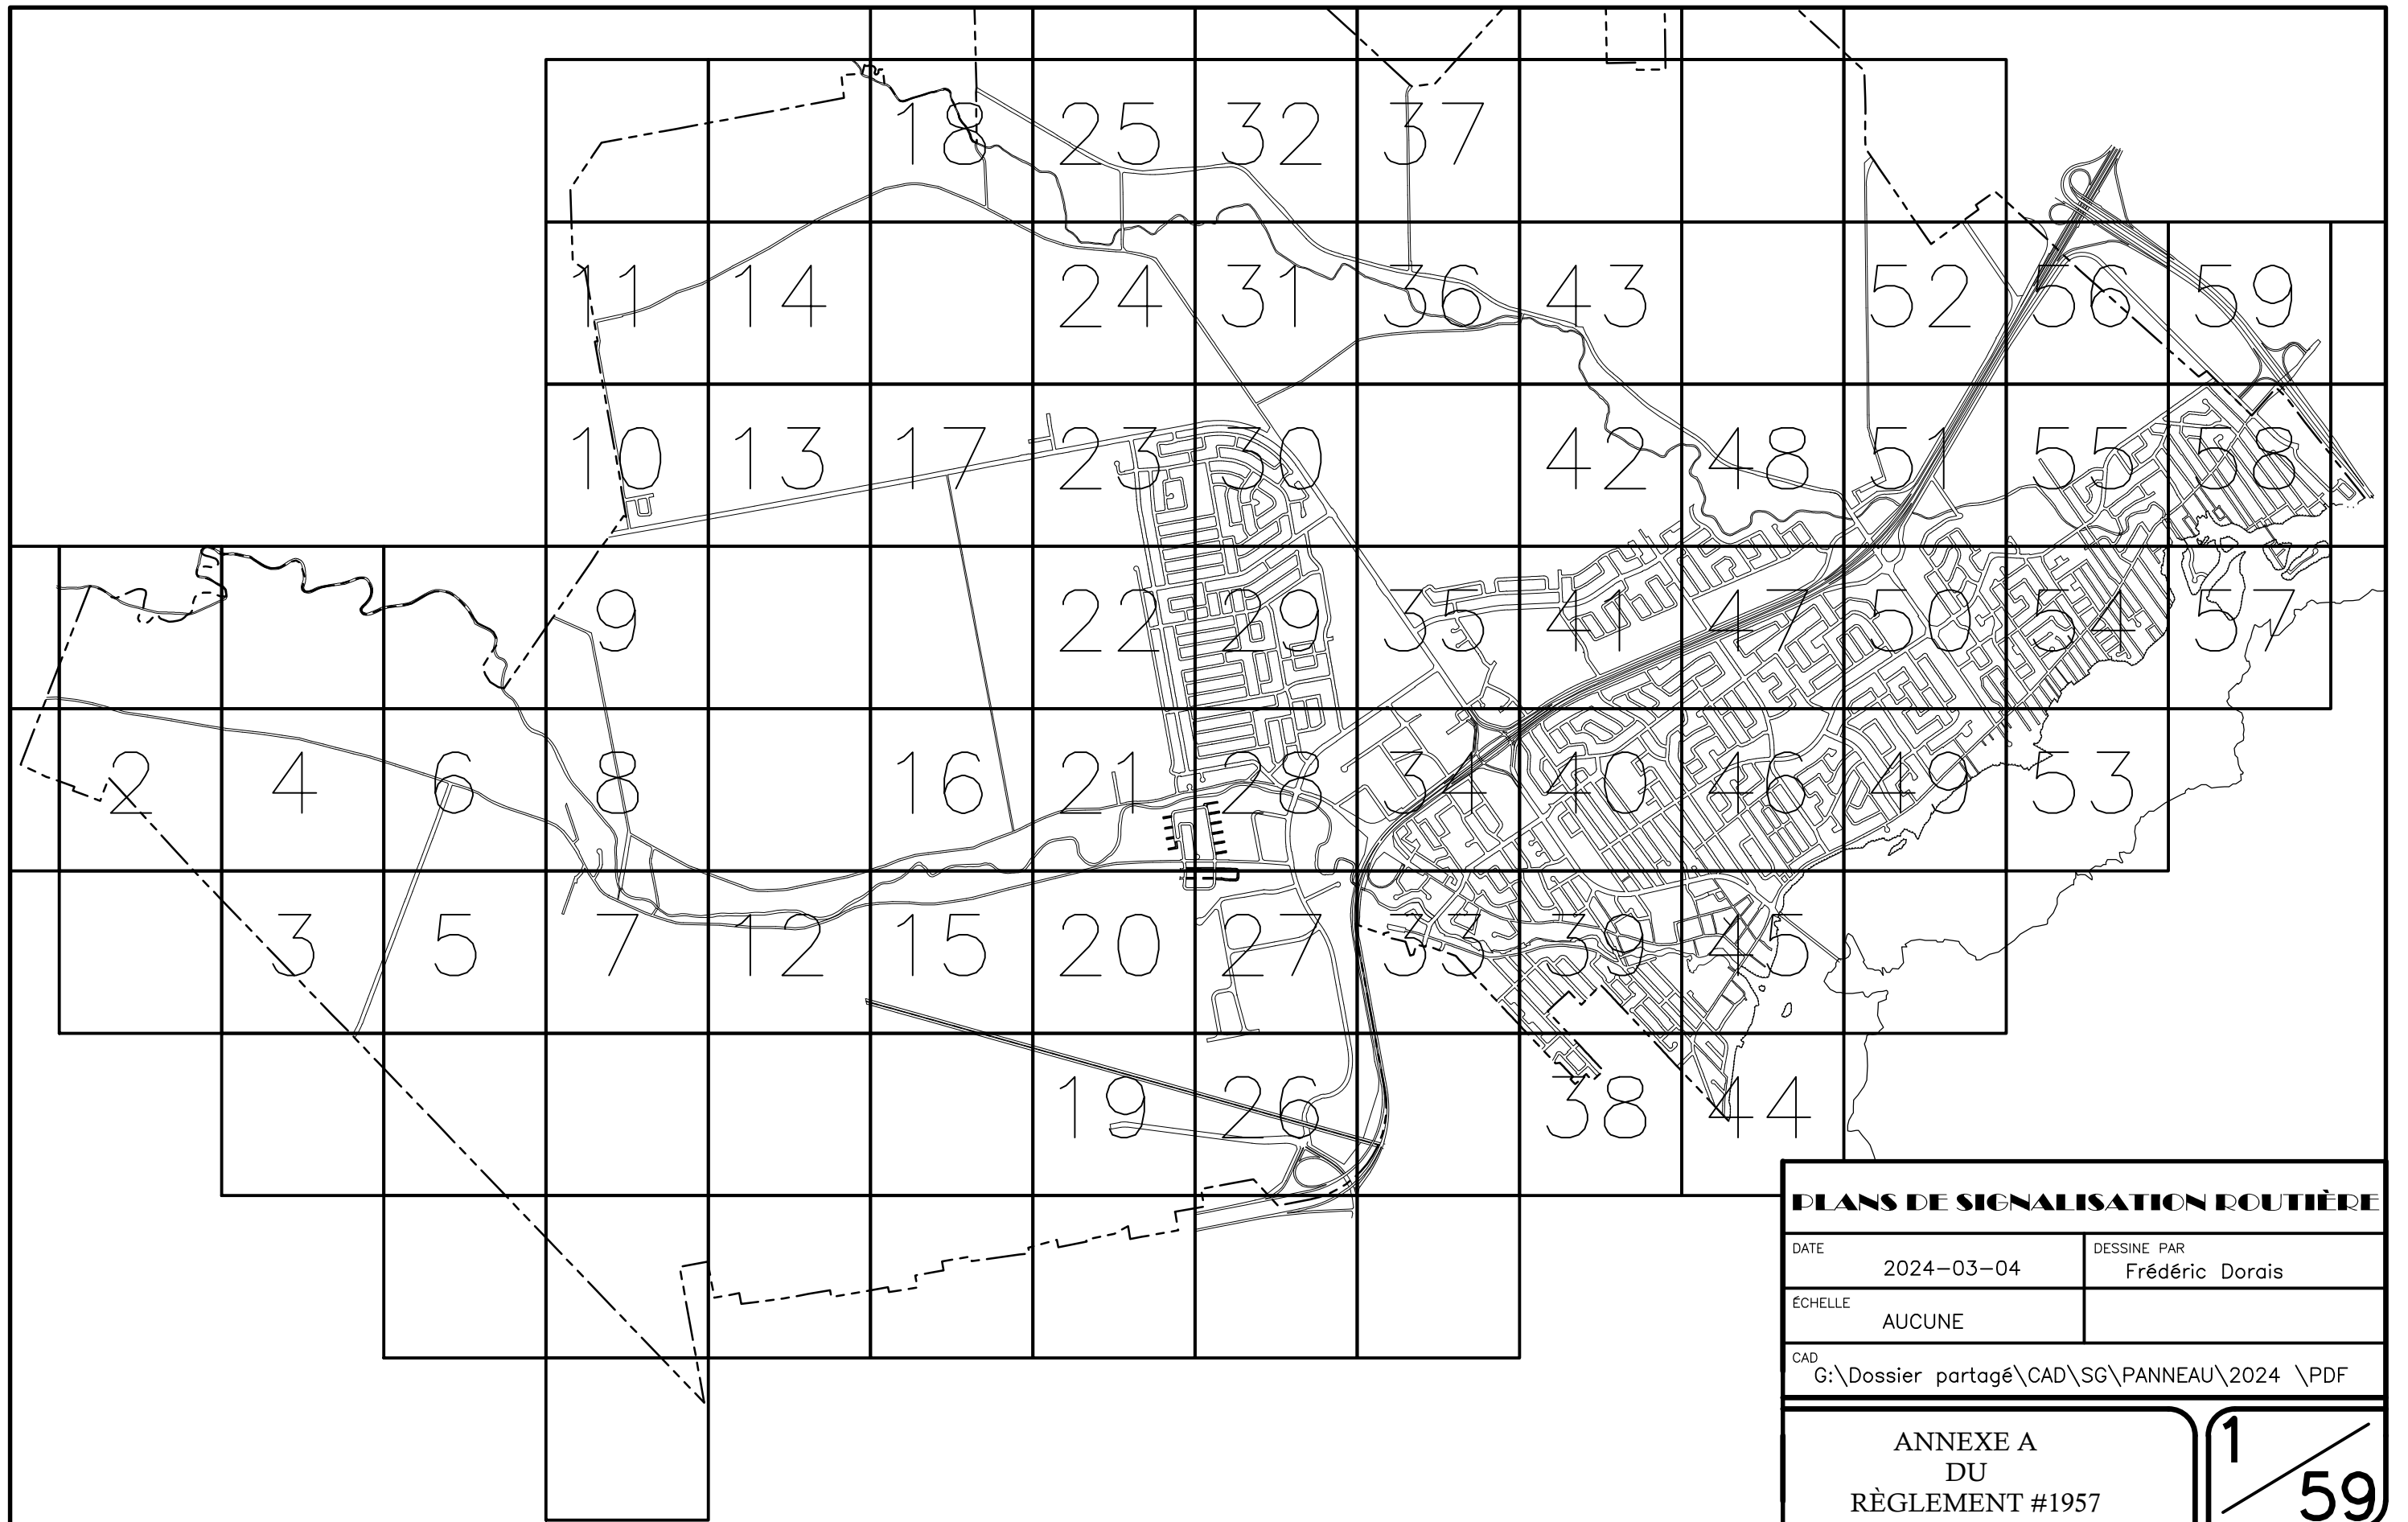 18 25 32 37
11 14 24 31 36 43 52 56 59
10 13 17 23 30 42 48 51 55 58
9 22 29 35 41 47 50 54 57
2 4 6 8 16 21 28 34 40 46 49 53
3 5 7 12 15 20 27 33 39 45
19 26 38 44
PLANS DE SIGNALISATION ROUTIÈRE
DATE
2024-03-04
DESSINE PAR
Frédéric Dorais
ÉCHELLE
AUCUNE
CAD
G:\Dossier partagé\CAD\SG\PANNEAU\2024 \PDF
ANNEXE A
DU
RÈGLEMENT #1957
1/59